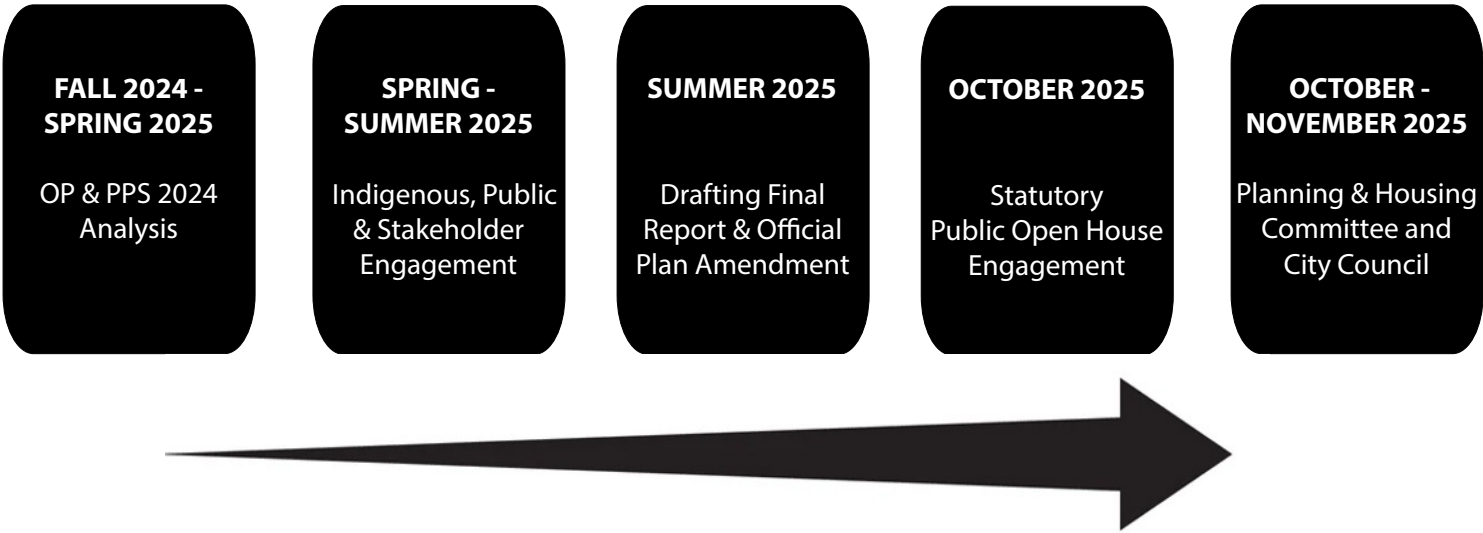 FALL 2024 -
SPRING 2025
OP & PPS 2024
Analysis
SPRING -
SUMMER 2025
Indigenous, Public
& Stakeholder
Engagement
SUMMER 2025
Drafting Final
Report & Official
Plan Amendment
OCTOBER 2025
Statutory
Public Open House
Engagement
OCTOBER -
NOVEMBER 2025
Planning & Housing
Committee and
City Council